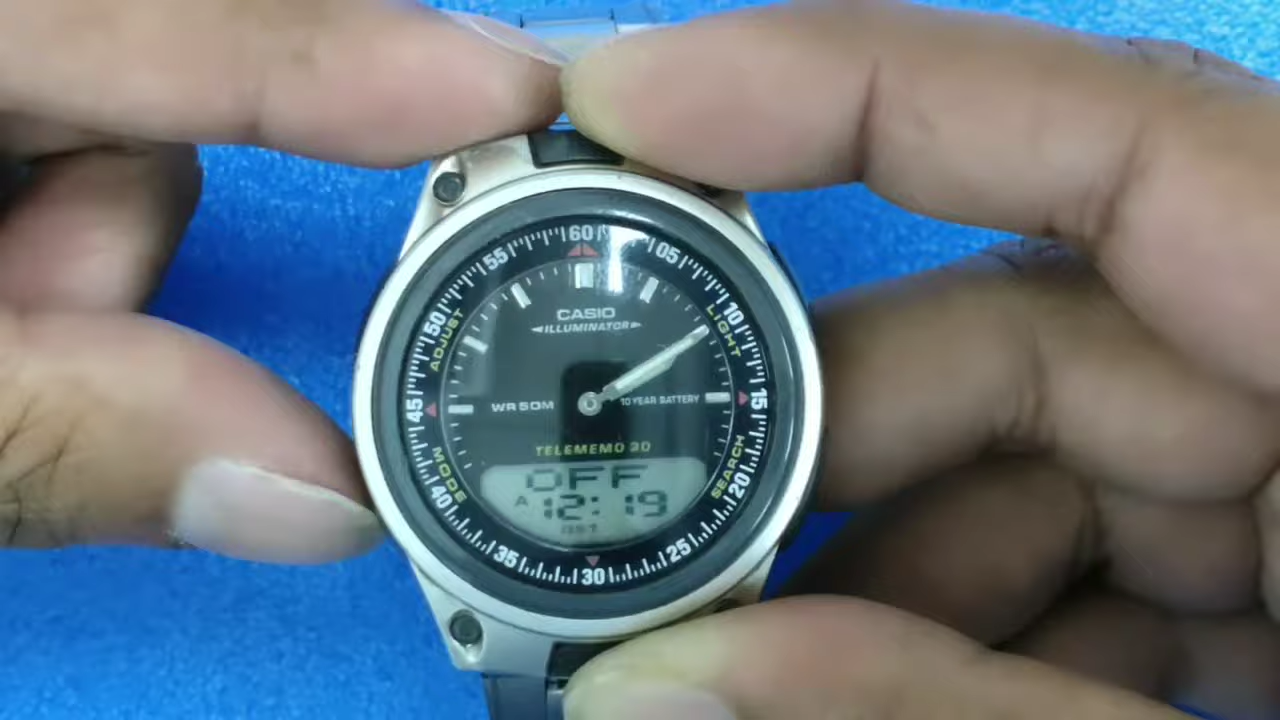 60
55 05
50 10
ADJUST LIGHT
CASIO
ILLUMINATOR
45 WR 50M 10 YEAR BATTERY 15
TELEMEMO 30
MODE SEARCH
40 20
OFF
A 12: 19
35 25
30